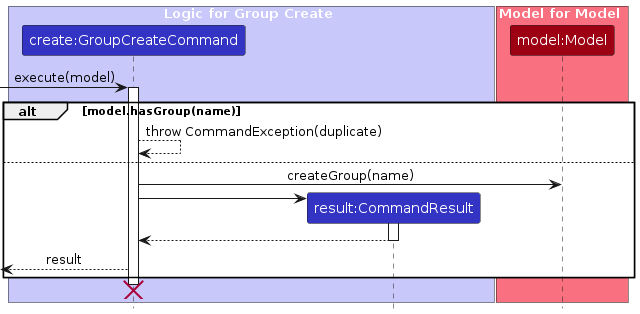 Logic for Group Create
Model for Model
create:GroupCreateCommand
model:Model
execute(model)
alt
[model.hasGroup(name)]
throw CommandException(duplicate)
createGroup(name)
result:CommandResult
result